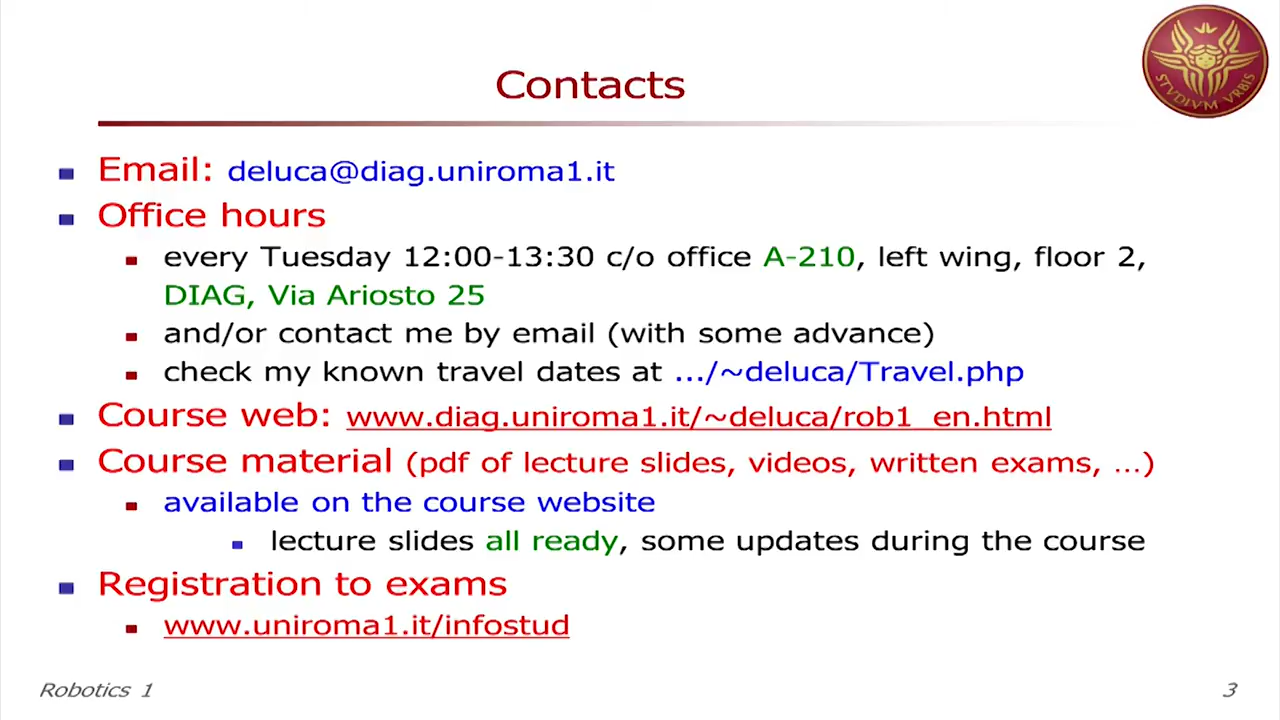 Contacts
STVDIVM VRBIS
Email: deluca@diag.uniroma1.it
Office hours
every Tuesday 12:00-13:30 c/o office A-210, left wing, floor 2,
DIAG, Via Ariosto 25
and/or contact me by email (with some advance)
check my known travel dates at .../~deluca/Travel.php
Course web: www.diag.uniroma1.it/~deluca/rob1_en.html
Course material (pdf of lecture slides, videos, written exams, ...)
available on the course website
lecture slides all ready, some updates during the course
Registration to exams
www.uniroma1.it/infostud
Robotics 1
3